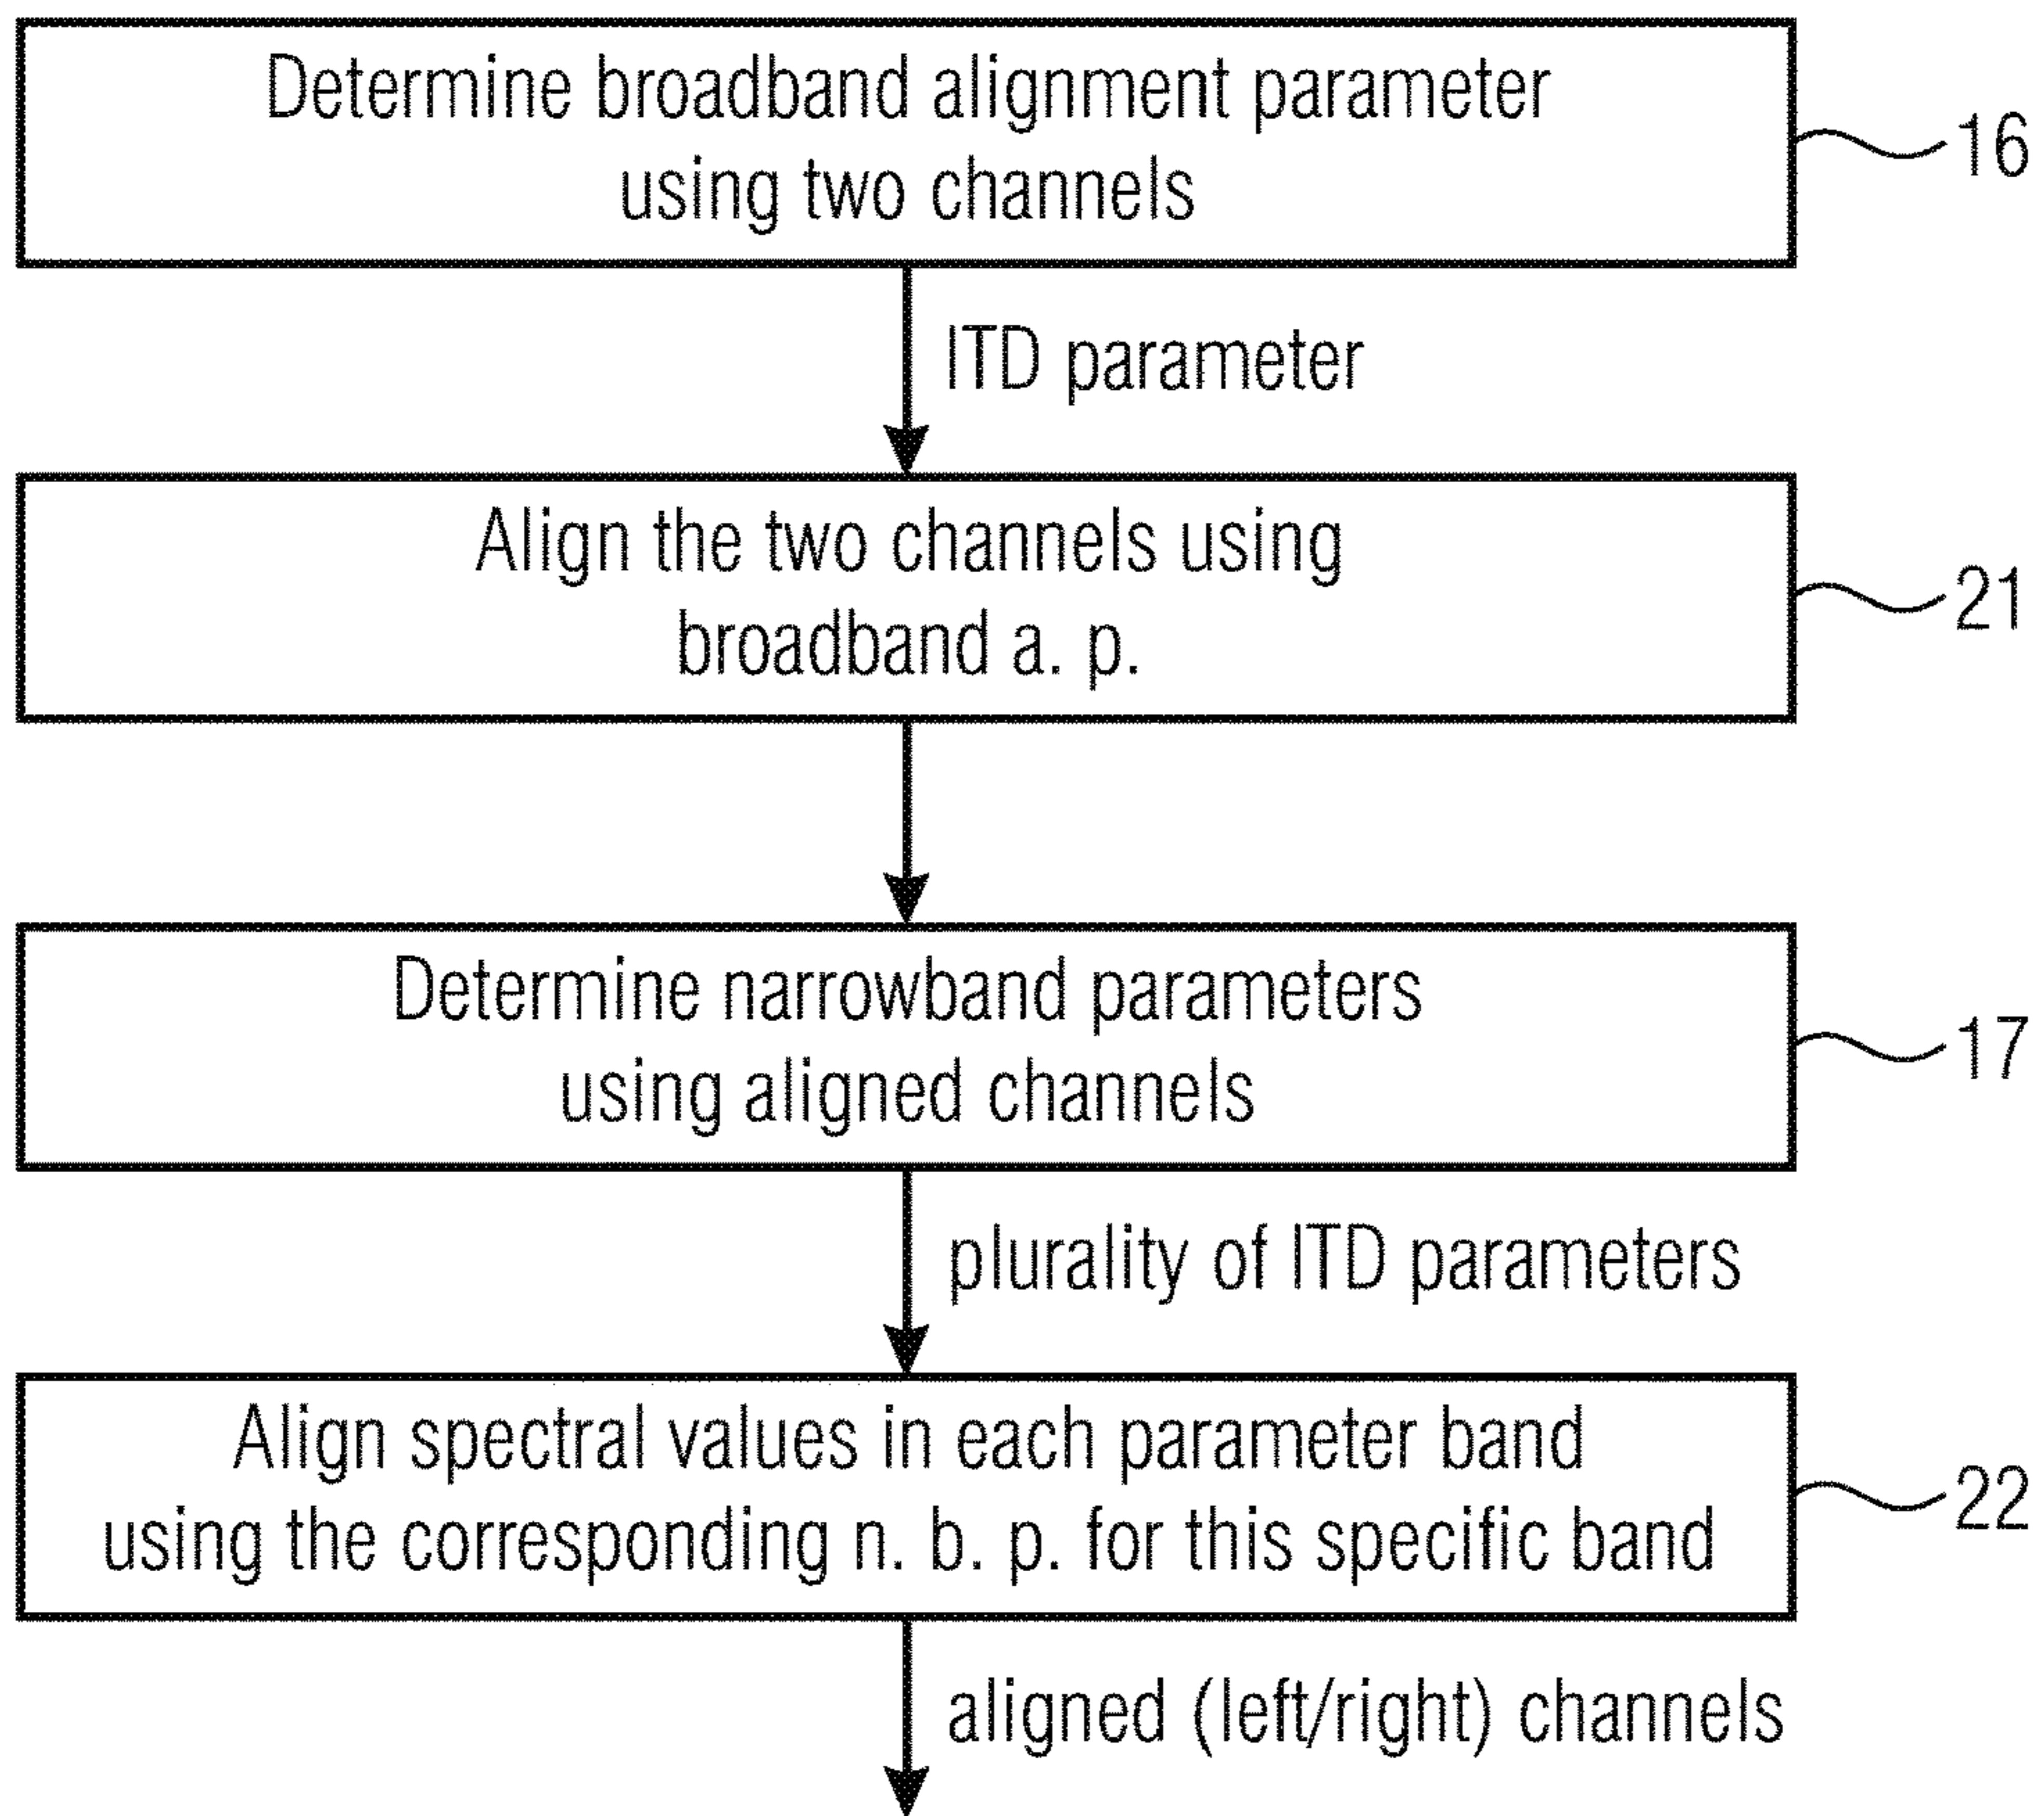 Determine broadband alignment parameter
using two channels
16
ITD parameter
Align the two channels using
broadband a. p.
21
Determine narrowband parameters
using aligned channels
17
plurality of ITD parameters
Align spectral values in each parameter band
using the corresponding n. b. p. for this specific band
22
aligned (left/right) channels